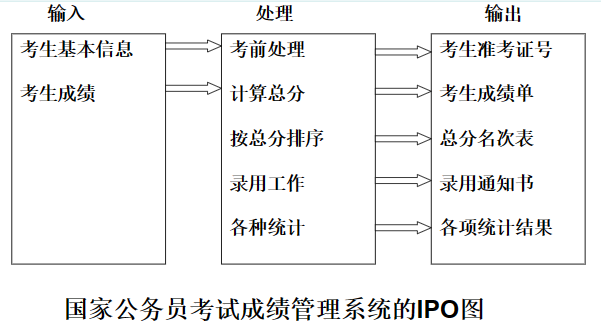 输入 处理 输出
考生基本信息 考前处理 考生准考证号
考生成绩 计算总分 考生成绩单
按总分排序 总分名次表
录用工作 录用通知书
各种统计 各项统计结果
国家公务员考试成绩管理系统的IPO图